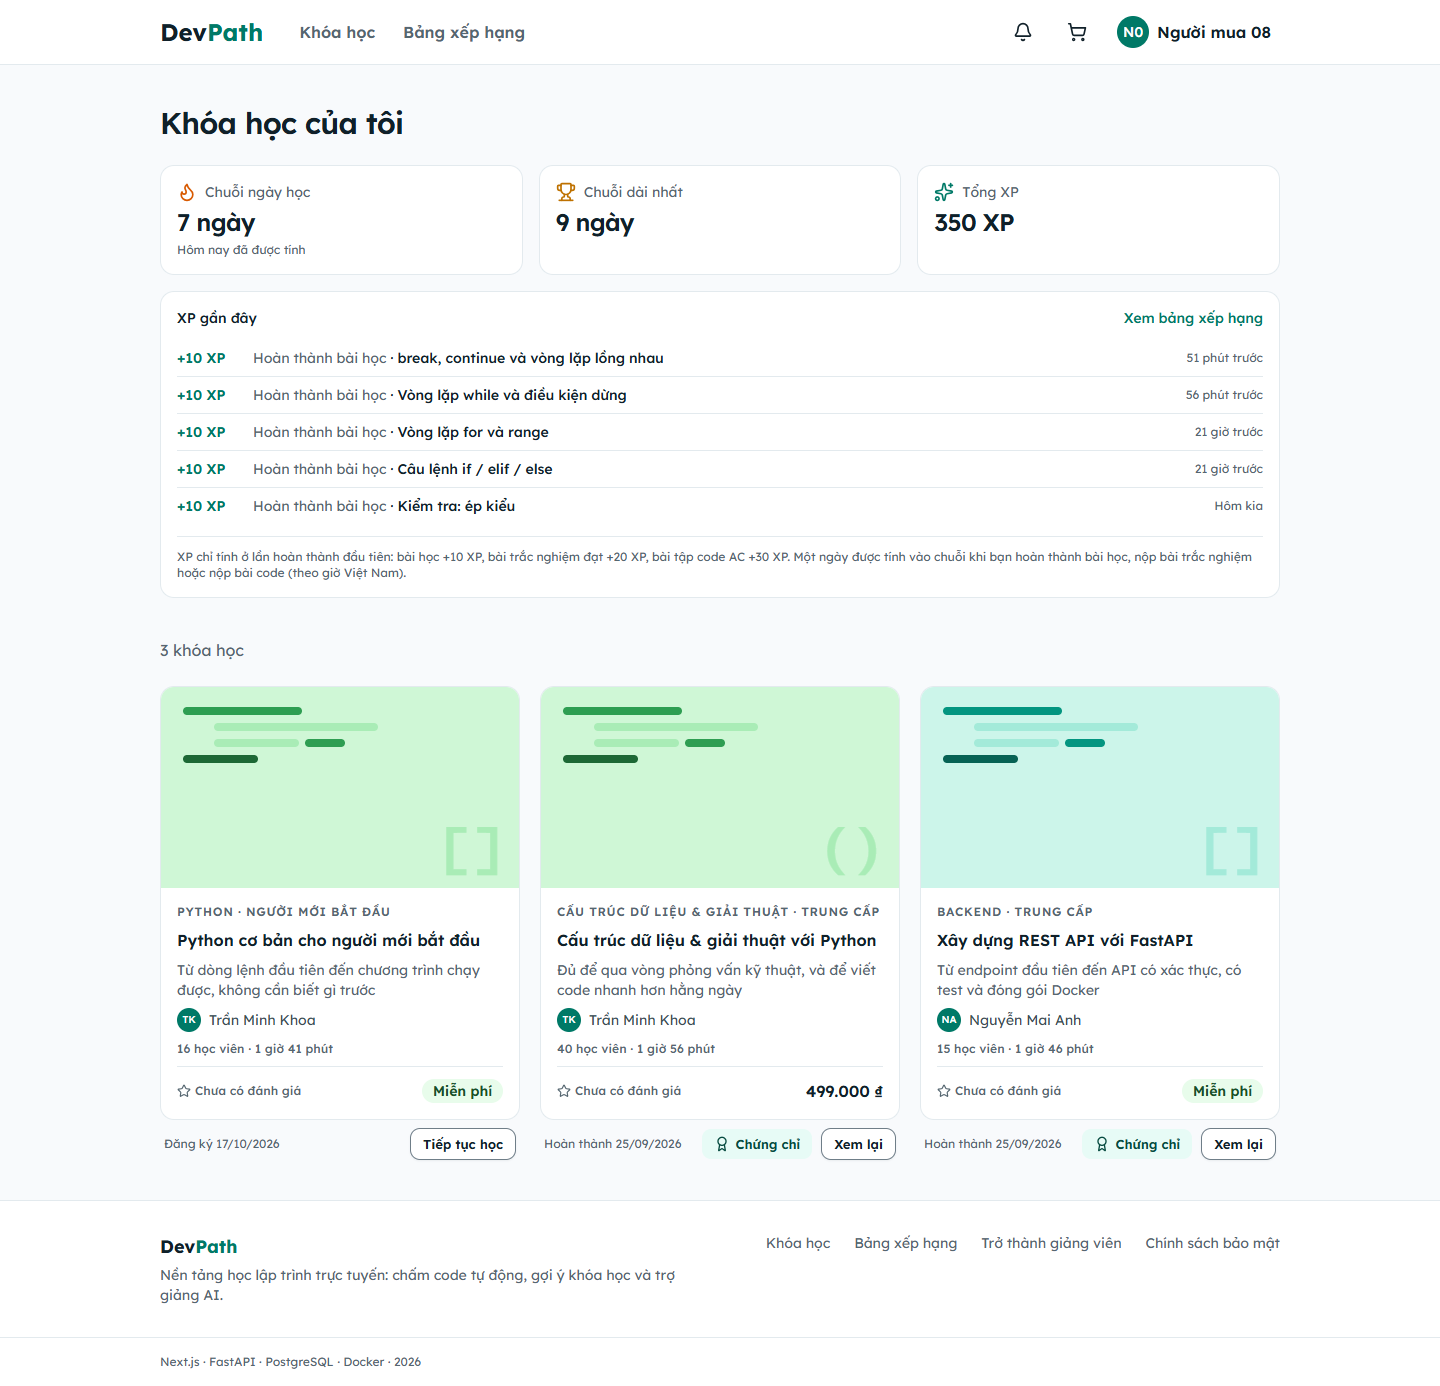 DevPath
Khóa học
Bảng xếp hạng
N0
Người mua 08
Khóa học của tôi
Chuỗi ngày học
7 ngày
Hôm nay đã được tính
Chuỗi dài nhất
9 ngày
Tổng XP
350 XP
XP gần đây
Xem bảng xếp hạng
+10 XP Hoàn thành bài học · break, continue và vòng lặp lồng nhau 51 phút trước
+10 XP Hoàn thành bài học · Vòng lặp while và điều kiện dừng 56 phút trước
+10 XP Hoàn thành bài học · Vòng lặp for và range 21 giờ trước
+10 XP Hoàn thành bài học · Câu lệnh if / elif / else 21 giờ trước
+10 XP Hoàn thành bài học · Kiểm tra: ép kiểu Hôm kia
XP chỉ tính ở lần hoàn thành đầu tiên: bài học +10 XP, bài trắc nghiệm đạt +20 XP, bài tập code AC +30 XP. Một ngày được tính vào chuỗi khi bạn hoàn thành bài học, nộp bài trắc nghiệm
hoặc nộp bài code (theo giờ Việt Nam).
3 khóa học
[ ]
PYTHON · NGƯỜI MỚI BẮT ĐẦU
Python cơ bản cho người mới bắt đầu
Từ dòng lệnh đầu tiên đến chương trình chạy
được, không cần biết gì trước
TK Trần Minh Khoa
16 học viên · 1 giờ 41 phút
Chưa có đánh giá
Miễn phí
Đăng ký 17/10/2026
Tiếp tục học
( )
CẤU TRÚC DỮ LIỆU & GIẢI THUẬT · TRUNG CẤP
Cấu trúc dữ liệu & giải thuật với Python
Đủ để qua vòng phỏng vấn kỹ thuật, và để viết
code nhanh hơn hằng ngày
TK Trần Minh Khoa
40 học viên · 1 giờ 56 phút
Chưa có đánh giá
499.000 ₫
Hoàn thành 25/09/2026
Chứng chỉ
Xem lại
[ ]
BACKEND · TRUNG CẤP
Xây dựng REST API với FastAPI
Từ endpoint đầu tiên đến API có xác thực, có
test và đóng gói Docker
NA Nguyễn Mai Anh
15 học viên · 1 giờ 46 phút
Chưa có đánh giá
Miễn phí
Hoàn thành 25/09/2026
Chứng chỉ
Xem lại
DevPath
Nền tảng học lập trình trực tuyến: chấm code tự động, gợi ý khóa học và trợ
giảng AI.
Khóa học
Bảng xếp hạng
Trở thành giảng viên
Chính sách bảo mật
Next.js · FastAPI · PostgreSQL · Docker · 2026